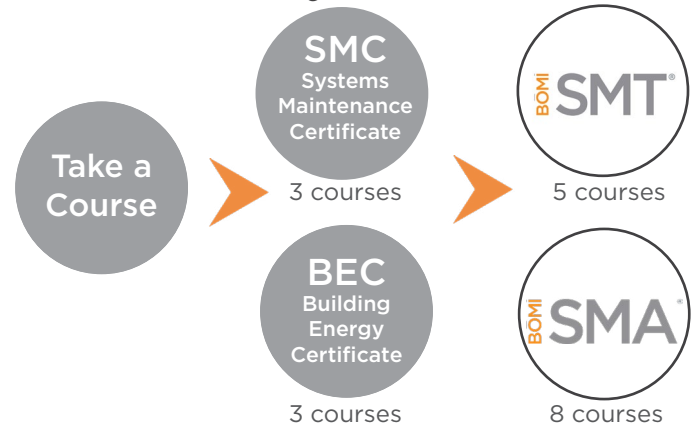 Take a
Course
SMC
Systems
Maintenance
Certificate
3 courses
BEC
Building
Energy
Certificate
3 courses
BOMI
SMT®
5 courses
BOMI
SMA®
8 courses